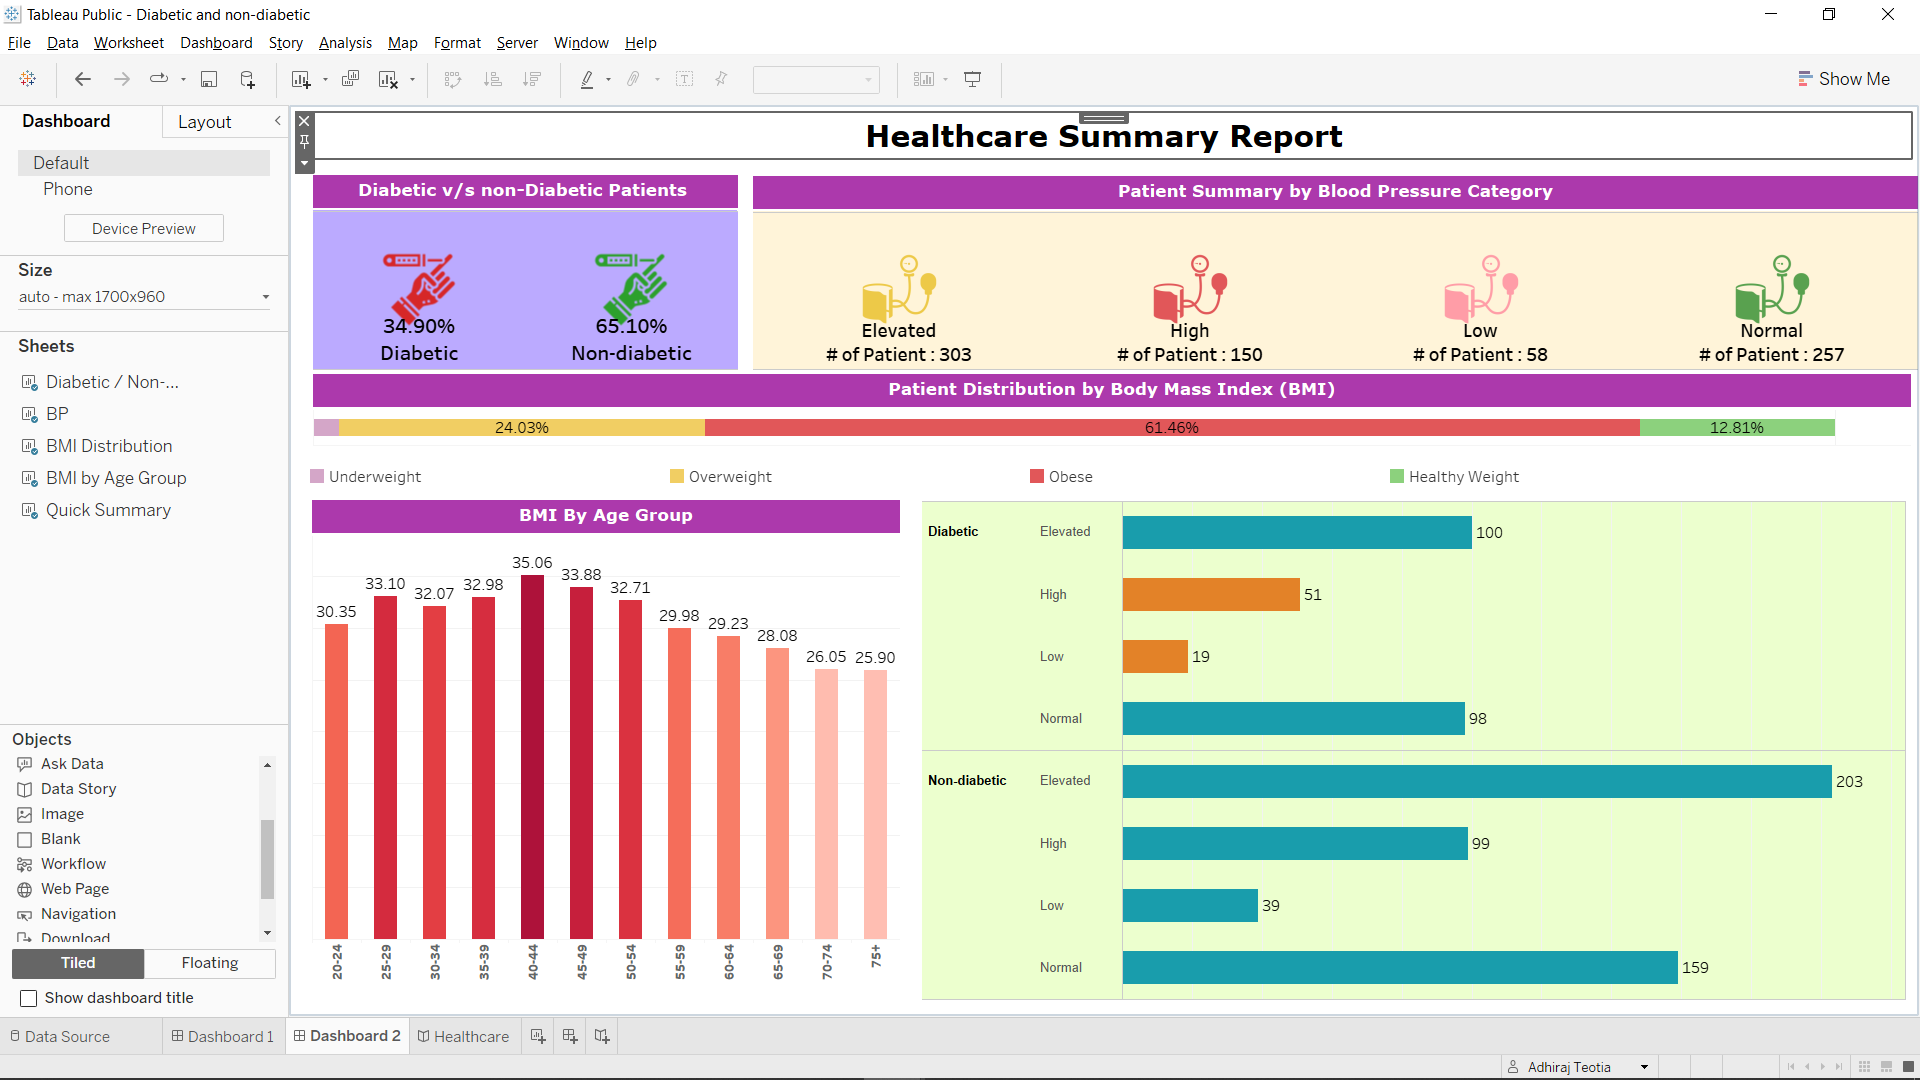 Tableau Public - Diabetic and non-diabetic
File Data Worksheet Dashboard Story Analysis Map Format Server Window Help
Show Me
Dashboard Layout
Default
Phone
Device Preview
Size
auto - max 1700x960
Sheets
Diabetic / Non-...
BP
BMI Distribution
BMI by Age Group
Quick Summary
Objects
Ask Data
Data Story
Image
Blank
Workflow
Web Page
Navigation
Download
Tiled Floating
Show dashboard title
Healthcare Summary Report
Diabetic v/s non-Diabetic Patients
34.90% 65.10%
Diabetic Non-diabetic
Patient Summary by Blood Pressure Category
Elevated High Low Normal
# of Patient : 303 # of Patient : 150 # of Patient : 58 # of Patient : 257
Patient Distribution by Body Mass Index (BMI)
24.03% 61.46% 12.81%
Underweight Overweight Obese Healthy Weight
BMI By Age Group
30.35 33.10 32.07 32.98 35.06 33.88 32.71 29.98 29.23 28.08 26.05 25.90
20-24 25-29 30-34 35-39 40-44 45-49 50-54 55-59 60-64 65-69 70-74 75+
Diabetic Elevated 100
High 51
Low 19
Normal 98
Non-diabetic Elevated 203
High 99
Low 39
Normal 159
Data Source Dashboard 1 Dashboard 2 Healthcare
Adhiraj Teotia